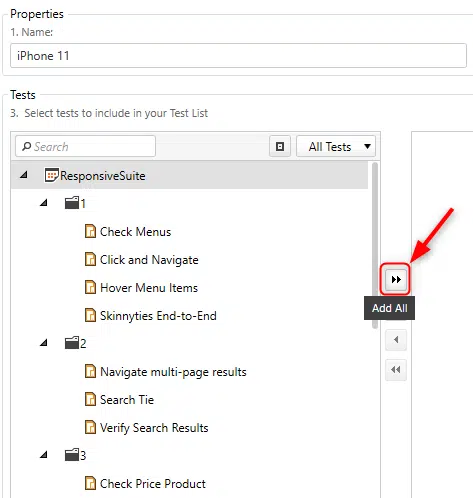 Properties
1. Name:
iPhone 11
Tests
3. Select tests to include in your Test List
Search
All Tests
ResponsiveSuite
1
Check Menus
Click and Navigate
Hover Menu Items
Skinnyties End-to-End
Add All
2
Navigate multi-page results
Search Tie
Verify Search Results
3
Check Price Product